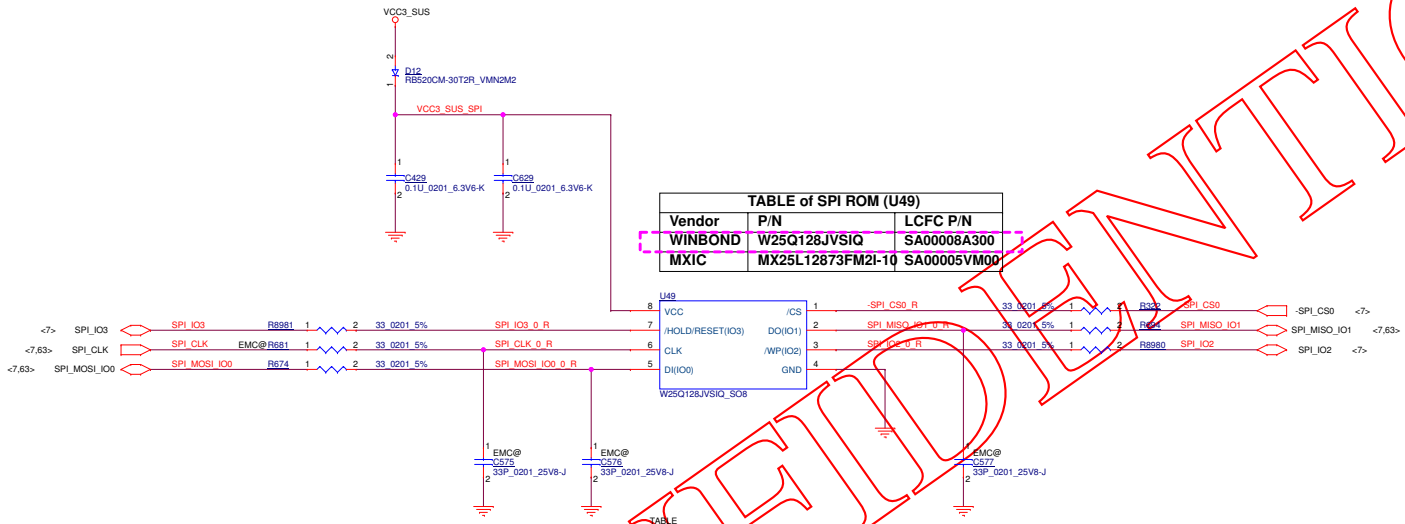 VCC3_SUS
2
D12
RB520CM-30T2R_VMN2M2
1
VCC3_SUS_SPI
1
C429
0.1U_0201_6.3V6-K
2
1
C629
0.1U_0201_6.3V6-K
2
TABLE of SPI ROM (U49)
Vendor P/N LCFC P/N
WINBOND W25Q128JVSIQ SA00008A300
MXIC MX25L12873FM2I-10 SA00005VM00
U49
8 VCC /CS 1 -SPI_CS0_R 33_0201_5% 1 2 R322 SPI_CS0 -SPI_CS0 <7>
<7> SPI_IO3 SPI_IO3 R8981 1 2 33_0201_5% SPI_IO3_0_R 7 /HOLD/RESET(IO3) DO(IO1) 2 SPI_MISO_IO1_0_R 33_0201_5% 1 2 R694 SPI_MISO_IO1 SPI_MISO_IO1 <7,63>
<7,63> SPI_CLK SPI_CLK EMC@ R681 1 2 33_0201_5% SPI_CLK_0_R 6 CLK /WP(IO2) 3 SPI_IO2_0_R 33_0201_5% 1 2 R8980 SPI_IO2 SPI_IO2 <7>
<7,63> SPI_MOSI_IO0 SPI_MOSI_IO0 R674 1 2 33_0201_5% SPI_MOSI_IO0_0_R 5 DI(IO0) GND 4
W25Q128JVSIQ_SO8
1
EMC@
C575
33P_0201_25V8-J
2
1
EMC@
C576
33P_0201_25V8-J
2
1
EMC@
C577
33P_0201_25V8-J
2
TABLE